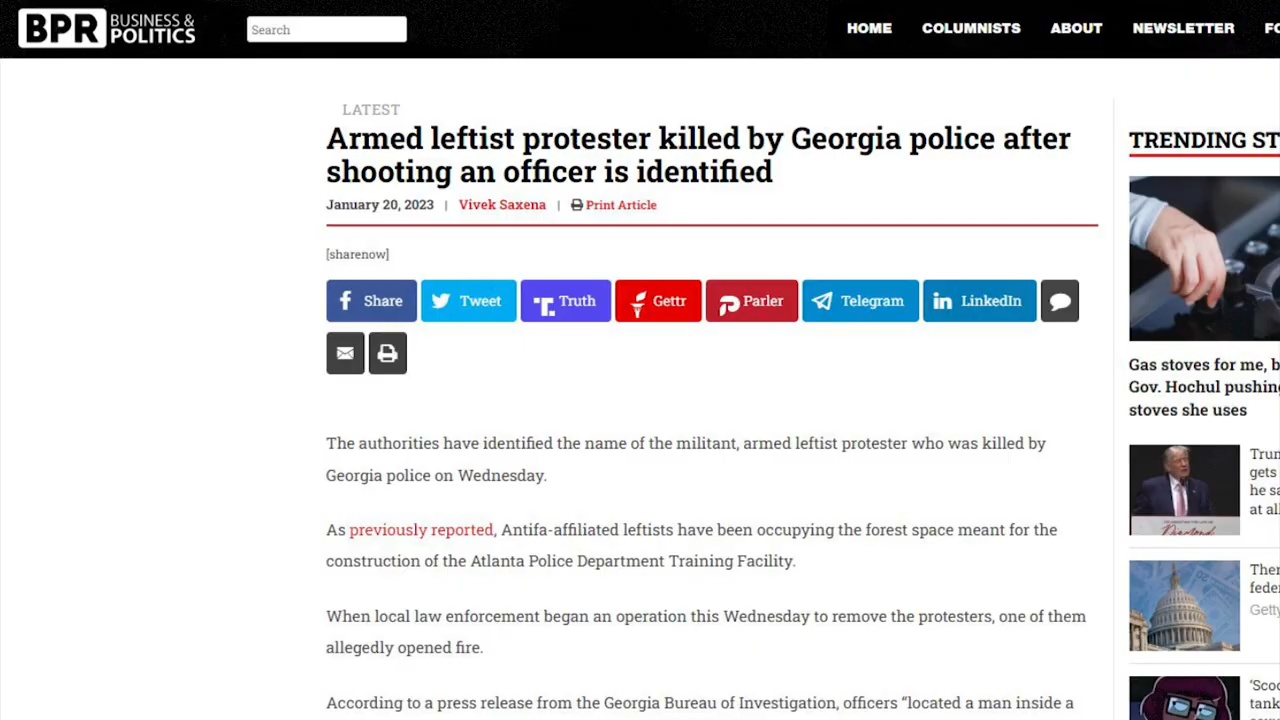 BPR BUSINESS &
POLITICS
Search
HOME COLUMNISTS ABOUT NEWSLETTER
LATEST
Armed leftist protester killed by Georgia police after
shooting an officer is identified
January 20, 2023 | Vivek Saxena | Print Article
[sharenow]
Share Tweet Truth Gettr Parler Telegram LinkedIn
The authorities have identified the name of the militant, armed leftist protester who was killed by
Georgia police on Wednesday.
As previously reported, Antifa-affiliated leftists have been occupying the forest space meant for the
construction of the Atlanta Police Department Training Facility.
When local law enforcement began an operation this Wednesday to remove the protesters, one of them
allegedly opened fire.
According to a press release from the Georgia Bureau of Investigation, officers “located a man inside a
TRENDING ST
Gas stoves for me, b
Gov. Hochul pushing
stoves she uses
Trum
gets
he sa
at all
Then
feder
Getty
‘Scoo
tank